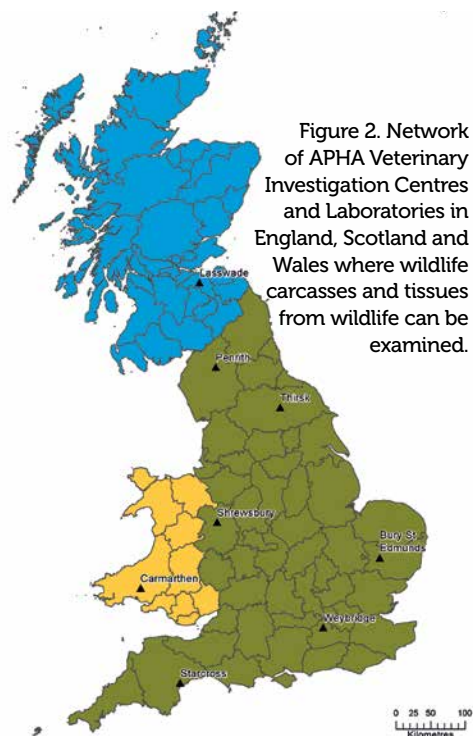 Figure 2. Network
of APHA Veterinary
Investigation Centres
and Laboratories in
England, Scotland and
Wales where wildlife
carcasses and tissues
from wildlife can be
examined.
Lasswade
Penrith
Thirsk
Shrewsbury
Bury St
Edmunds
Carmarthen
Weybridge
Starcross
0 25 50 100
Kilometres